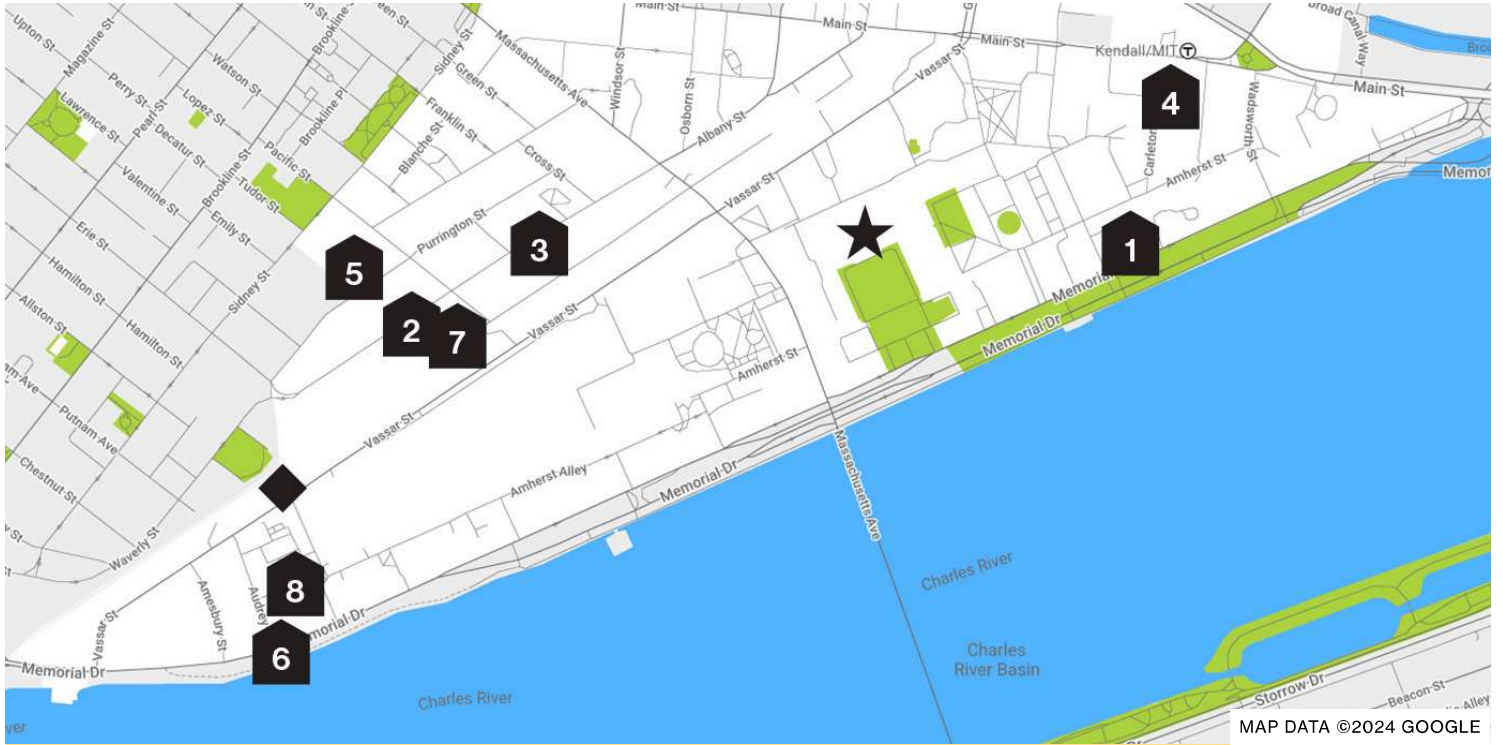 Main St
Main St
Main St
Main St
Broad Canal Way
Kendall/MIT
T
Upton St
Magazine St
Brookline St
Sidney St
Green St
Massachusetts Ave
Windsor St
Osborn St
Vassar St
Perry St
Watson St
Lopez St
Pearl St
Lawrence St
Decatur St
Brookline Pl
Franklin St
Blanche St
Albany St
Wadsworth St
4
Carleton
Amherst St
Memor
Valentine St
Pacific St
Tudor St
Brookline St
Cross St
Vassar St
Emily St
Erie St
Purrington St
3
5
1
Hamilton St
Sidney St
Memorial
Memorial Dr
Allston St
Hamilton St
2
7
Vassar St
Amherst St
Putnam Ave
Vassar St
Chestnut St
Amherst Alley
Memorial Dr
Massachusetts Ave
Waverly St
Charles River
8
Amesbury St
Audrey
Vassar St
morial Dr
6
Memorial Dr
Charles
River Basin
Charles River
Storrow Dr
Beacon St
MAP DATA ©2024 GOOGLE